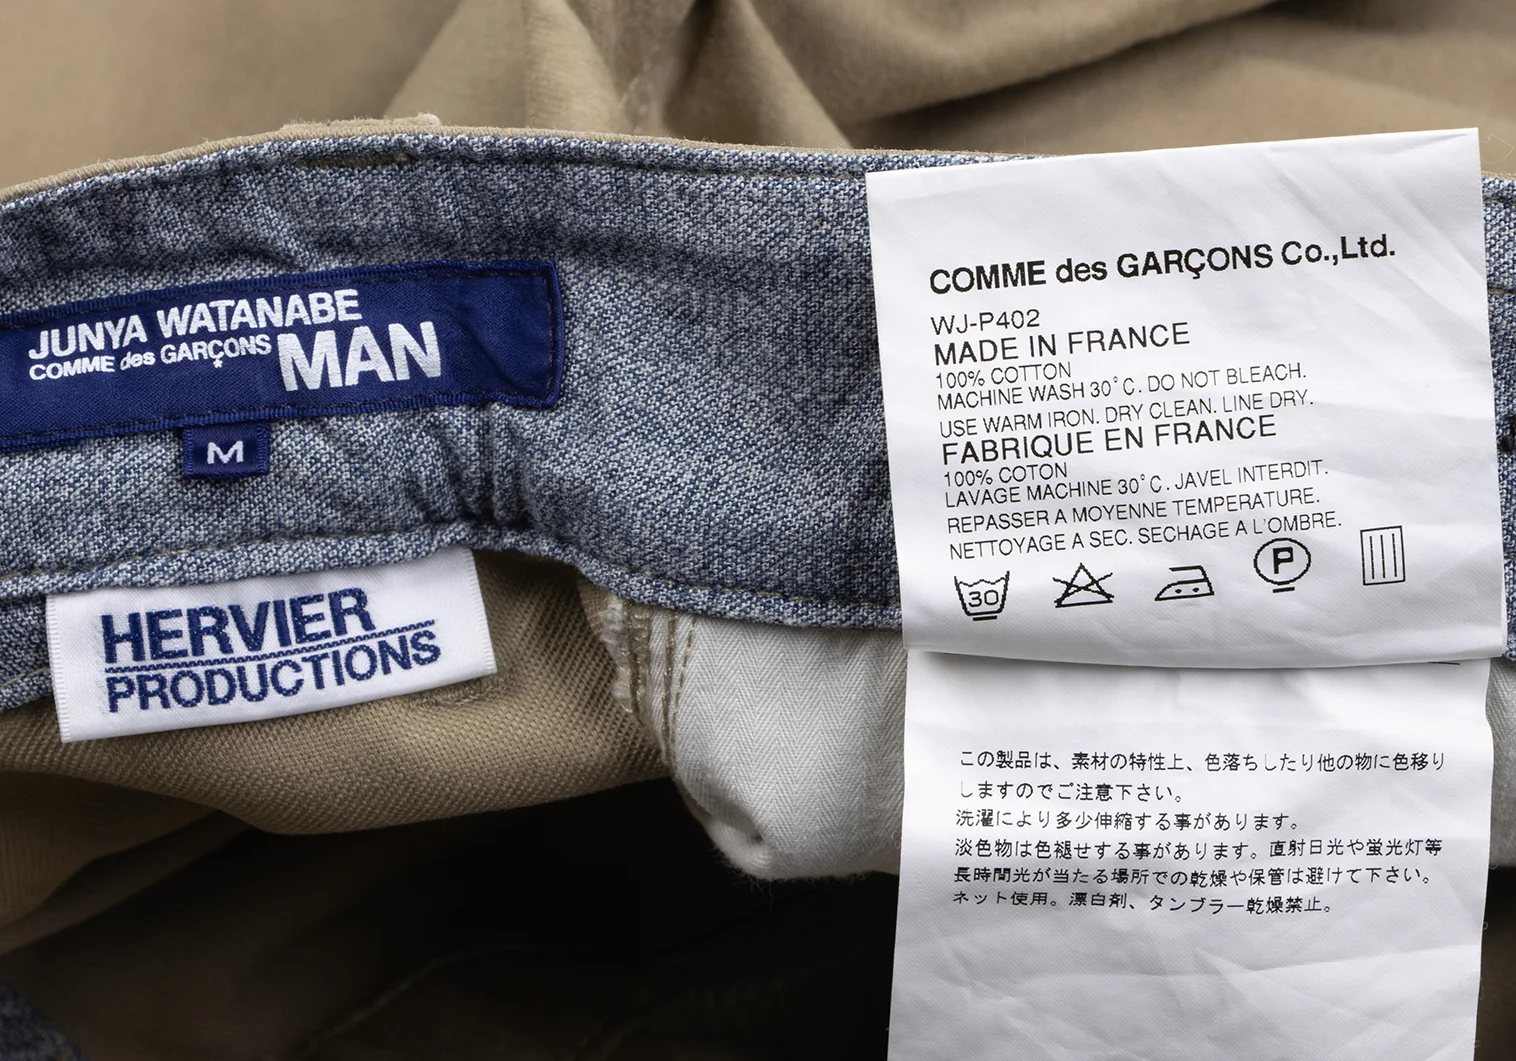 JUNYA WATANABE
COMME des GARÇONS MAN
M
HERVIER
PRODUCTIONS
COMME des GARÇONS Co.,Ltd.
WJ-P402
MADE IN FRANCE
100% COTTON
MACHINE WASH 30°C. DO NOT BLEACH.
USE WARM IRON. DRY CLEAN. LINE DRY.
FABRIQUE EN FRANCE
100% COTON
LAVAGE MACHINE 30°C. JAVEL INTERDIT.
REPASSER A MOYENNE TEMPERATURE.
NETTOYAGE A SEC. SECHAGE A L'OMBRE.
30
P
この製品は、素材の特性上、色落ちしたり他の物に色移り
しますのでご注意下さい。
洗濯により多少伸縮する事があります。
淡色物は色褪せする事があります。直射日光や蛍光灯等
長時間光が当たる場所での乾燥や保管は避けて下さい。
ネット使用。漂白剤、タンブラー乾燥禁止。